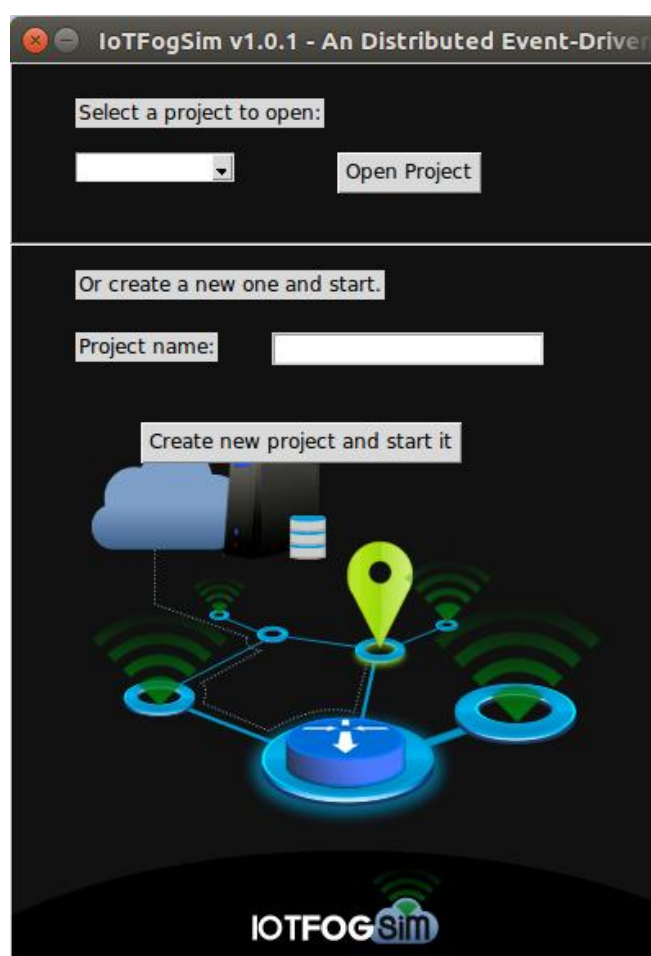 IoTFogSim v1.0.1 - An Distributed Event-Driven
Select a project to open:
Open Project
Or create a new one and start.
Project name:
Create new project and start it
IOTFOGSim